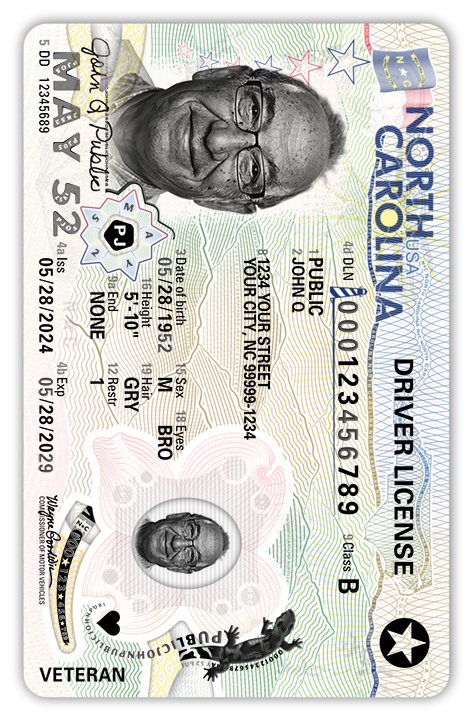 NORTH
CAROLINA
USA
DRIVER LICENSE
4d DLN
000123456789
9 Class B
1 PUBLIC
2 JOHN Q
8 1234 YOUR STREET
YOUR CITY, NC 99999-1234
3 Date of birth
05/28/1952
15 Sex
M
18 Eyes
BRO
16 Height
5'-10"
19 Hair
GRY
9a End
NONE
12 Restr
1
4a Iss
05/28/2024
4b Exp
05/28/2029
5 DD 12345689
MAY 52
John Q Public
PJ
COMMISSIONER OF MOTOR VEHICLES
VETERAN